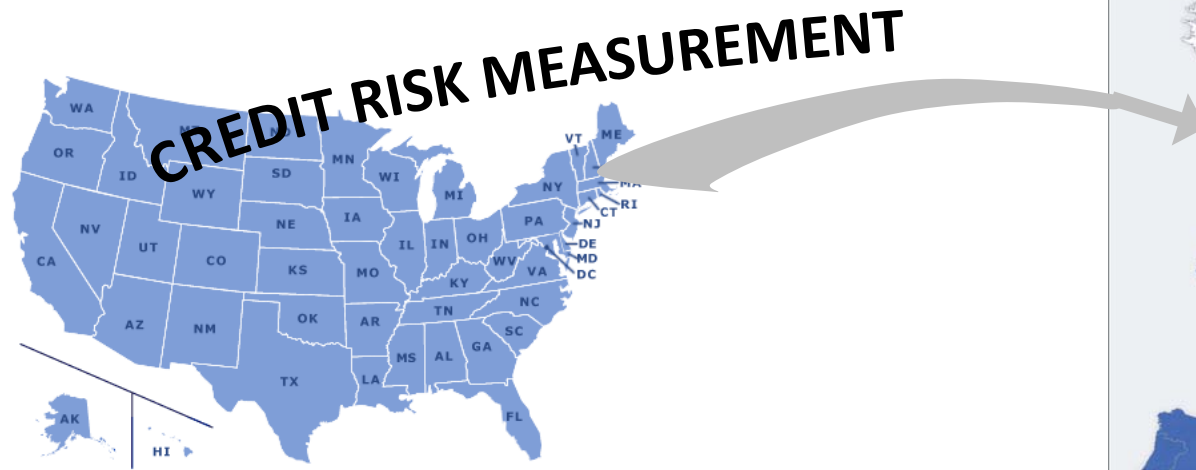 CREDIT RISK MEASUREMENT
WA
VT
ME
OR
MN
ID
SD
WI
WY
MI
NY
MA
RI
CT
NE
IA
PA
NJ
NV
UT
IL
IN
OH
DE
CO
WV
MD
CA
KS
MO
VA
DC
KY
NC
TN
OK
AR
AZ
NM
SC
GA
MS
AL
TX
LA
FL
AK
HI